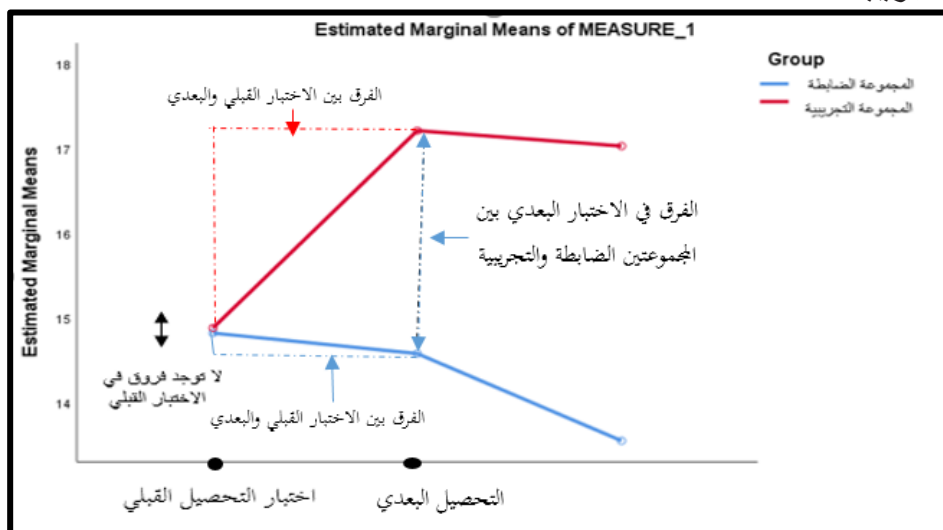 Estimated Marginal Means of MEASURE_1
Group
المجموعة الضابطة
المجموعة التجريبية
Estimated Marginal Means
18
17
16
15
14
الفرق بين الاختبار القبلي والبعدي
الفرق في الاختبار البعدي بين
المجموعتين الضابطة والتجريبية
لا توجد فروق في
الاختبار القبلي
الفرق بين الاختبار القبلي والبعدي
اختبار التحصيل القبلي
التحصيل البعدي